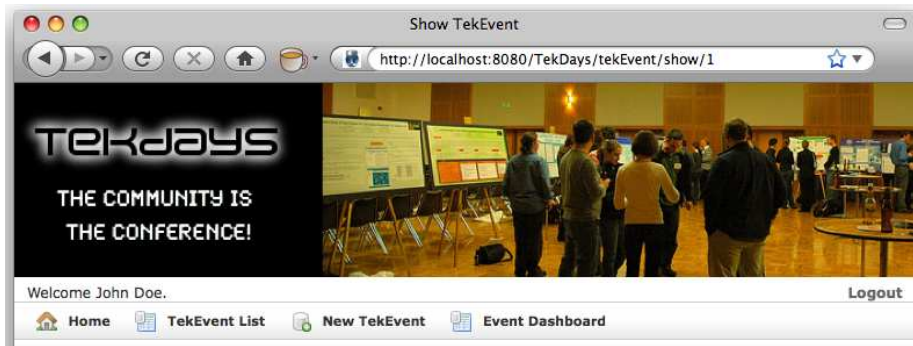 Show TekEvent
http://localhost:8080/TekDays/tekEvent/show/1
TEKDAYS
THE COMMUNITY IS
THE CONFERENCE!
Welcome John Doe.
Logout
Home TekEvent List New TekEvent Event Dashboard